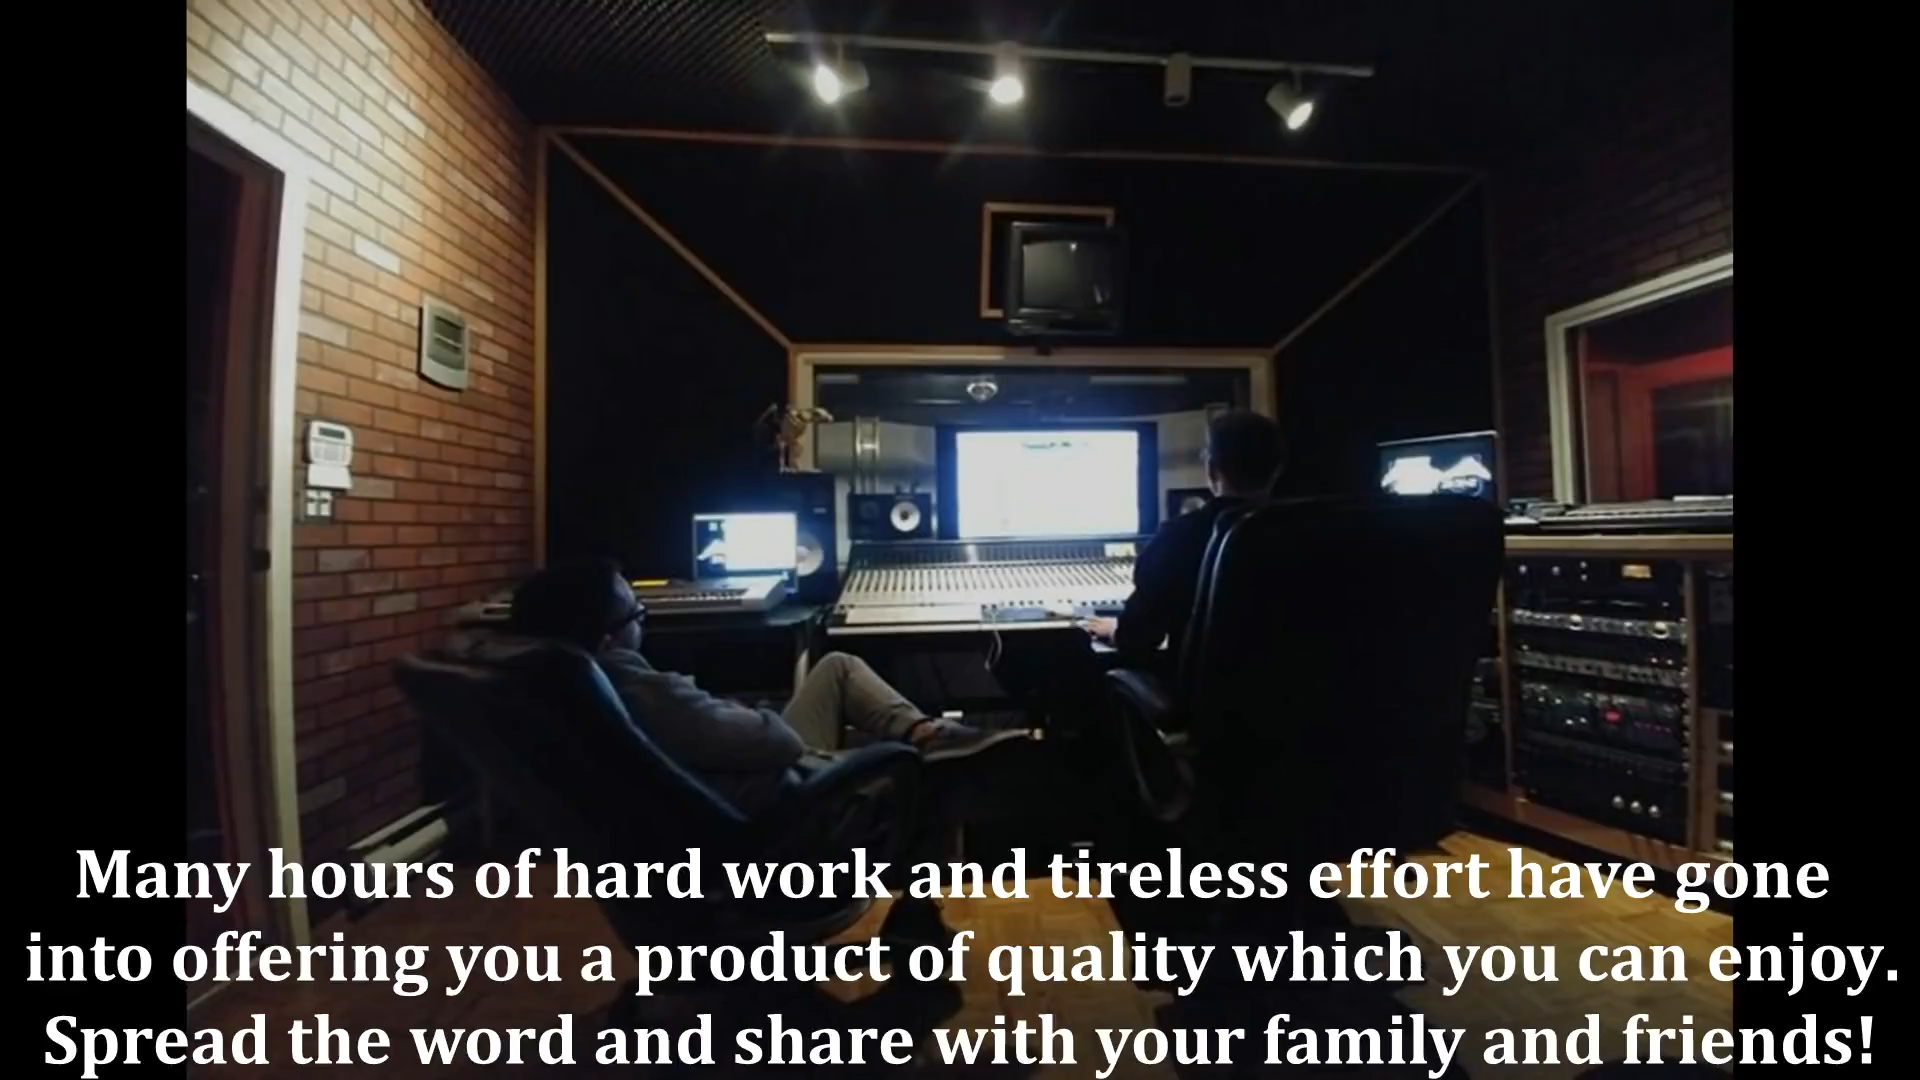 Many hours of hard work and tireless effort have gone
into offering you a product of quality which you can enjoy.
Spread the word and share with your family and friends!